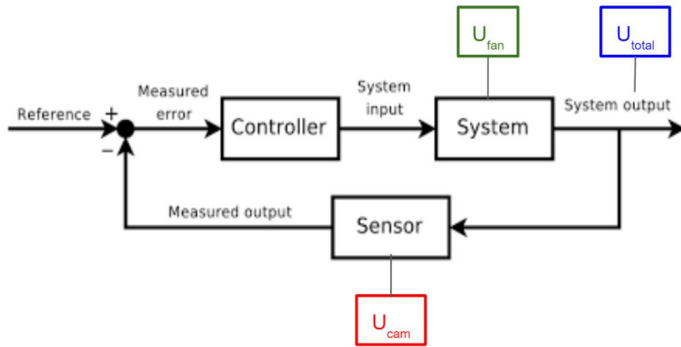 U_fan
U_total
Reference
+
−
Measured
error
Controller
System
input
System
System output
Measured output
Sensor
U_cam